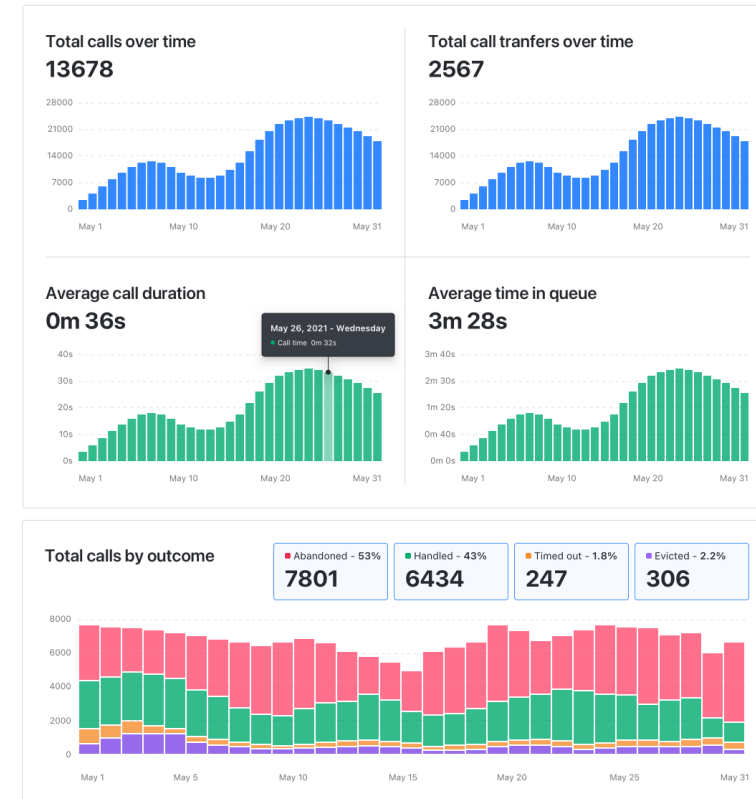 Total calls over time
13678
28000
21000
14000
7000
0
May 1
May 10
May 20
May 31
Total call tranfers over time
2567
28000
21000
14000
7000
0
May 1
May 10
May 20
May 31
Average call duration
0m 36s
May 26, 2021 - Wednesday
Call time 0m 32s
40s
30s
20s
10s
0s
May 1
May 10
May 20
May 31
Average time in queue
3m 28s
3m 40s
2m 30s
1m 20s
0m 40s
0m 0s
May 1
May 10
May 20
May 31
Total calls by outcome
Abandoned - 53%
7801
Handled - 43%
6434
Timed out - 1.8%
247
Evicted - 2.2%
306
8000
6000
4000
2000
0
May 1
May 5
May 10
May 15
May 20
May 25
May 31